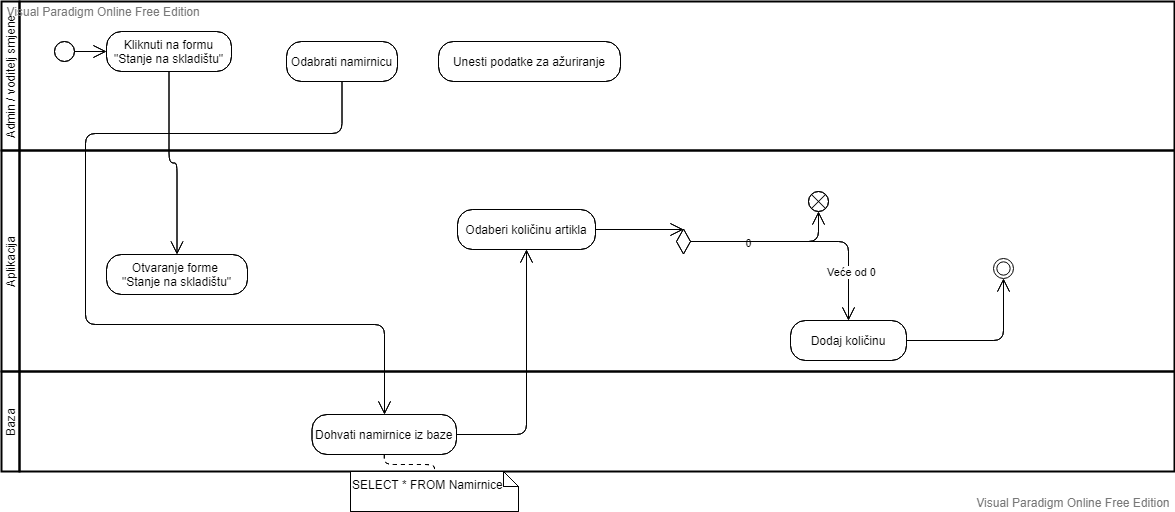 Visual Paradigm Online Free Edition
Admin / voditelj smjene
Kliknuti na formu
"Stanje na skladištu"
Odabrati namirnicu
Unesti podatke za ažuriranje
Aplikacija
Odaberi količinu artikla
0
Veće od 0
Otvaranje forme
"Stanje na skladištu"
Dodaj količinu
Baza
Dohvati namirnice iz baze
SELECT * FROM Namirnice
Visual Paradigm Online Free Edition